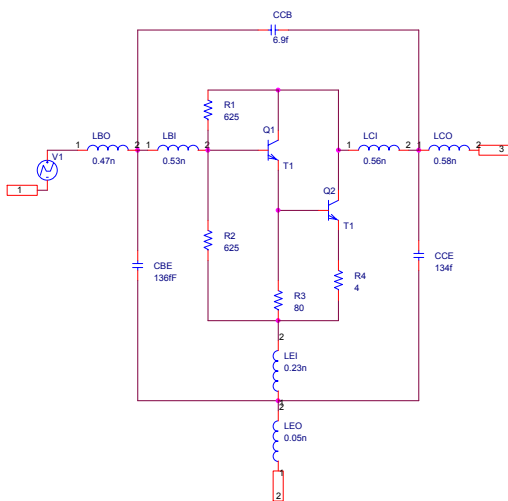 CCB
6.9f
R1
625
Q1
T1
LBO
1 2
0.47n
LBI
1 2
0.53n
LCI
1 2
0.56n
LCO
2
0.58n
3
V1
1
Q2
T1
R2
625
CBE
136fF
R3
80
R4
4
CCE
134f
2
LEI
0.23n
1
2
LEO
0.05n
1
2